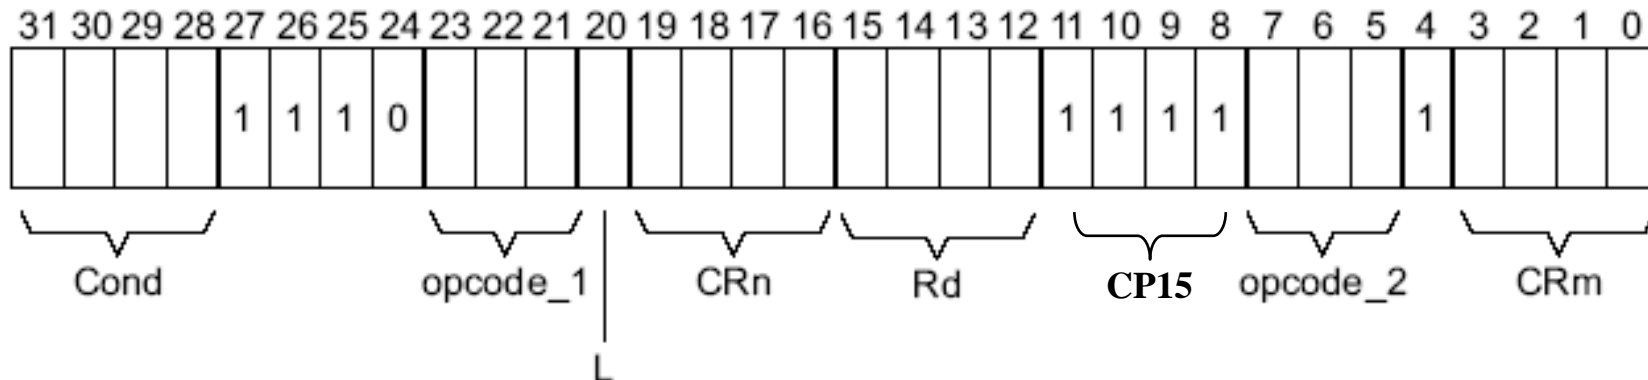 31 30 29 28 27 26 25 24 23 22 21 20 19 18 17 16 15 14 13 12 11 10 9 8 7 6 5 4 3 2 1 0
1 1 1 0 1 1 1 1 1
Cond opcode_1 CRn Rd CP15 opcode_2 CRm
L